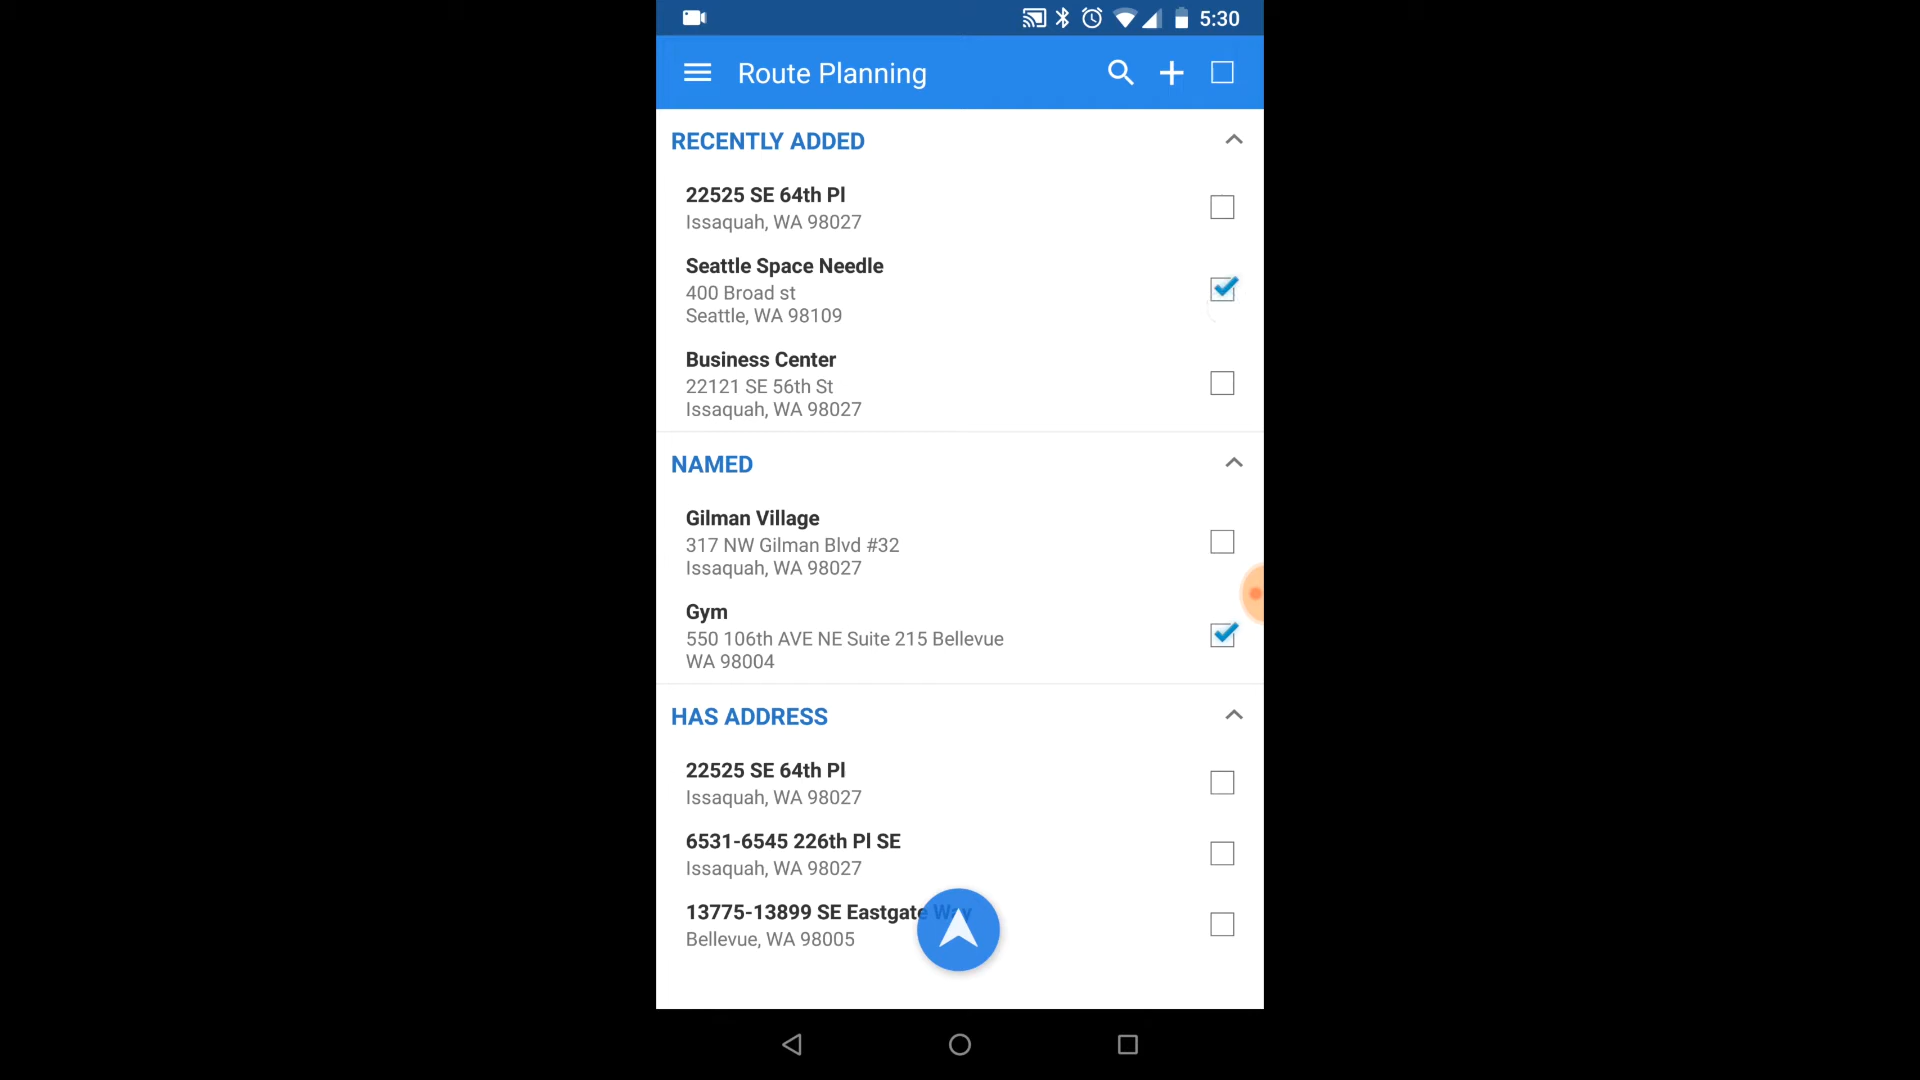 5:30
Route Planning
RECENTLY ADDED
22525 SE 64th Pl
Issaquah, WA 98027
Seattle Space Needle
400 Broad st
Seattle, WA 98109
Business Center
22121 SE 56th St
Issaquah, WA 98027
NAMED
Gilman Village
317 NW Gilman Blvd #32
Issaquah, WA 98027
Gym
550 106th AVE NE Suite 215 Bellevue
WA 98004
HAS ADDRESS
22525 SE 64th Pl
Issaquah, WA 98027
6531-6545 226th Pl SE
Issaquah, WA 98027
13775-13899 SE Eastgate Way
Bellevue, WA 98005